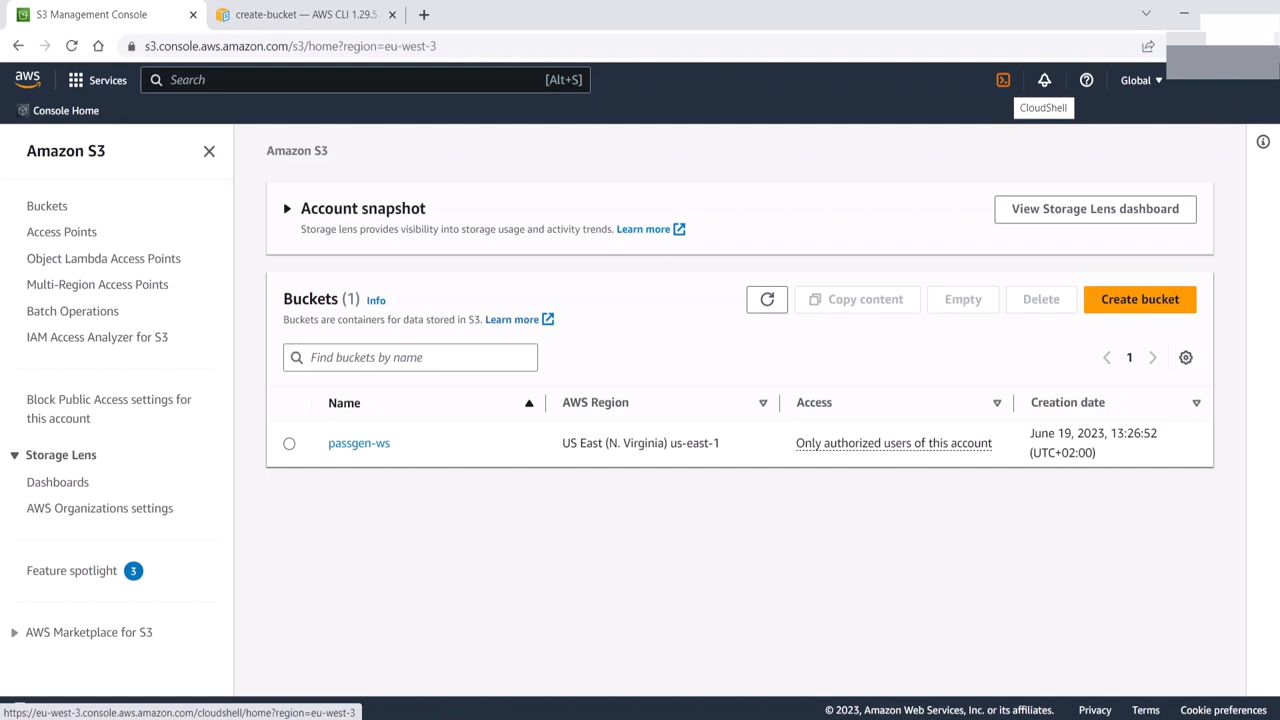 S3 Management Console
create-bucket — AWS CLI 1.29.5
s3.console.aws.amazon.com/s3/home?region=eu-west-3
aws
Services
Search
[Alt+S]
Global
Console Home
CloudShell
Amazon S3
Buckets
Access Points
Object Lambda Access Points
Multi-Region Access Points
Batch Operations
IAM Access Analyzer for S3
Block Public Access settings for
this account
Storage Lens
Dashboards
AWS Organizations settings
Feature spotlight 3
AWS Marketplace for S3
Amazon S3
Account snapshot
Storage lens provides visibility into storage usage and activity trends. Learn more
View Storage Lens dashboard
Buckets (1) Info
Buckets are containers for data stored in S3. Learn more
Copy content
Empty
Delete
Create bucket
Find buckets by name
1
Name
AWS Region
Access
Creation date
passgen-ws
US East (N. Virginia) us-east-1
Only authorized users of this account
June 19, 2023, 13:26:52
(UTC+02:00)
https://eu-west-3.console.aws.amazon.com/cloudshell/home?region=eu-west-3
© 2023, Amazon Web Services, Inc. or its affiliates.
Privacy
Terms
Cookie preferences